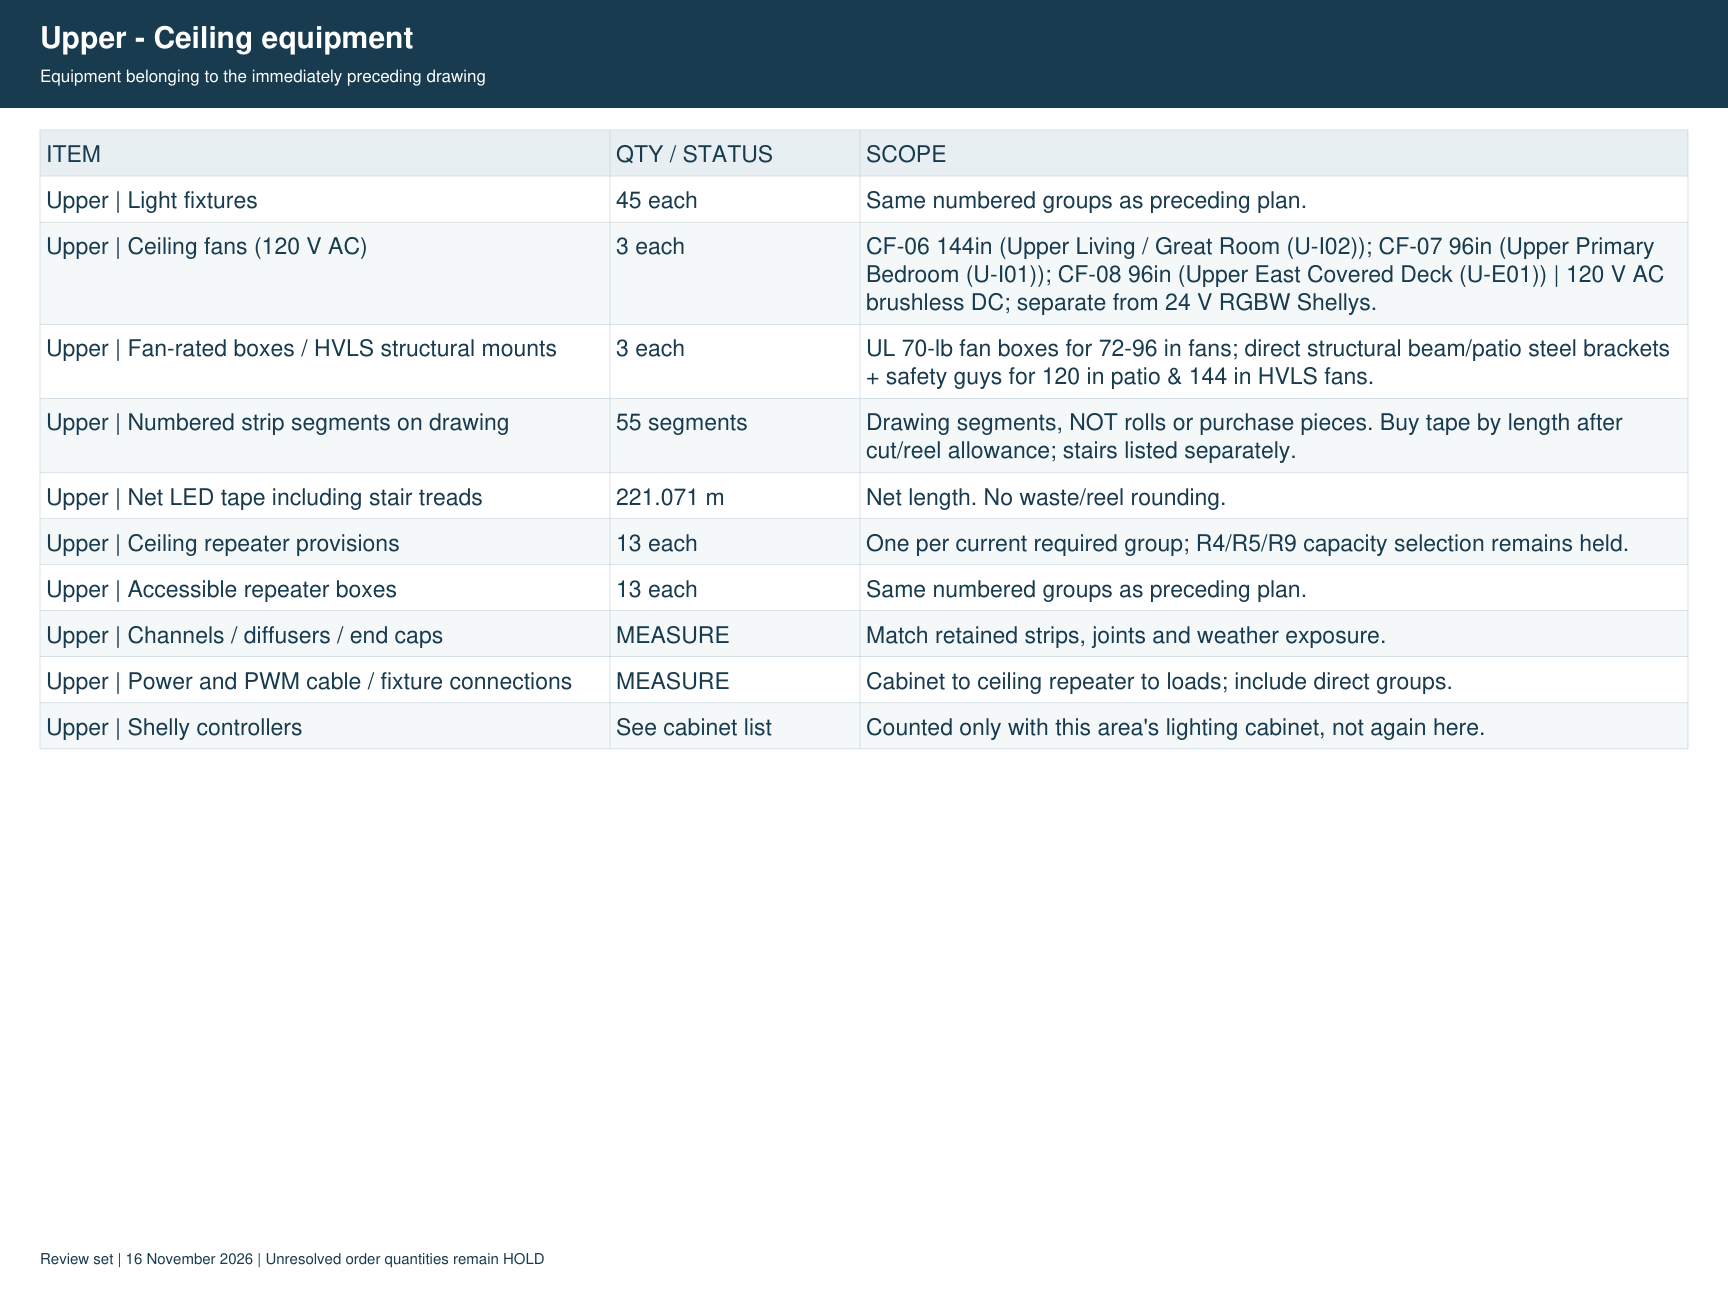 Upper - Ceiling equipment
Equipment belonging to the immediately preceding drawing
ITEM QTY / STATUS SCOPE
Upper | Light fixtures 45 each Same numbered groups as preceding plan.
Upper | Ceiling fans (120 V AC) 3 each CF-06 144in (Upper Living / Great Room (U-I02)); CF-07 96in (Upper Primary
Bedroom (U-I01)); CF-08 96in (Upper East Covered Deck (U-E01)) | 120 V AC
brushless DC; separate from 24 V RGBW Shellys.
Upper | Fan-rated boxes / HVLS structural mounts 3 each UL 70-lb fan boxes for 72-96 in fans; direct structural beam/patio steel brackets
+ safety guys for 120 in patio & 144 in HVLS fans.
Upper | Numbered strip segments on drawing 55 segments Drawing segments, NOT rolls or purchase pieces. Buy tape by length after
cut/reel allowance; stairs listed separately.
Upper | Net LED tape including stair treads 221.071 m Net length. No waste/reel rounding.
Upper | Ceiling repeater provisions 13 each One per current required group; R4/R5/R9 capacity selection remains held.
Upper | Accessible repeater boxes 13 each Same numbered groups as preceding plan.
Upper | Channels / diffusers / end caps MEASURE Match retained strips, joints and weather exposure.
Upper | Power and PWM cable / fixture connections MEASURE Cabinet to ceiling repeater to loads; include direct groups.
Upper | Shelly controllers See cabinet list Counted only with this area's lighting cabinet, not again here.
Review set | 16 November 2026 | Unresolved order quantities remain HOLD